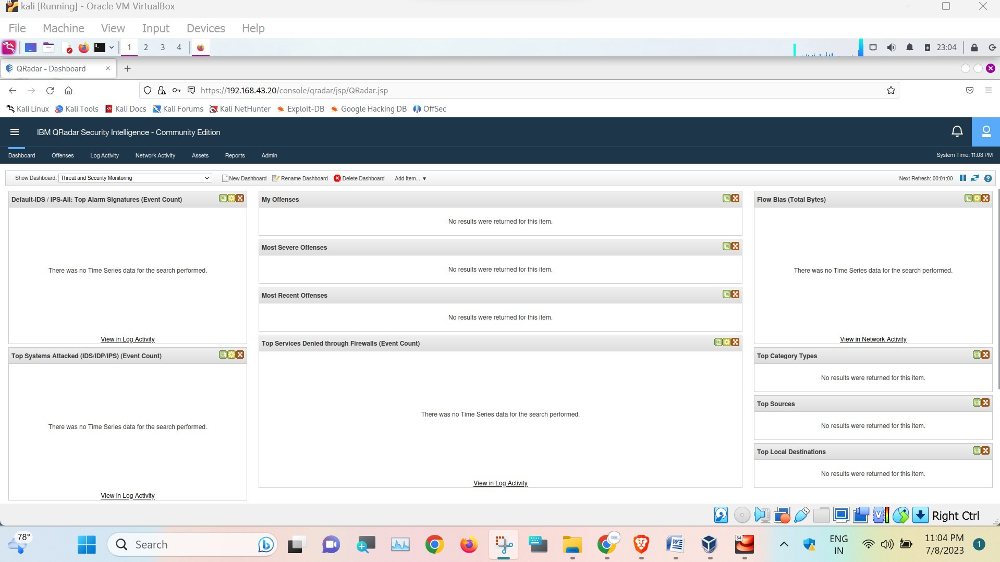 kali [Running] - Oracle VM VirtualBox
File Machine View Input Devices Help
1 2 3 4 23:04
QRadar - Dashboard
https://192.168.43.20/console/qradar/jsp/QRadar.jsp
Kali Linux Kali Tools Kali Docs Kali Forums Kali NetHunter Exploit-DB Google Hacking DB OffSec
IBM QRadar Security Intelligence - Community Edition
Dashboard Offenses Log Activity Network Activity Assets Reports Admin System Time: 11:03 PM
Show Dashboard: Threat and Security Monitoring New Dashboard Rename Dashboard Delete Dashboard Add Item... ▼ Next Refresh: 00:01:00
Default-IDS / IPS-All: Top Alarm Signatures (Event Count)
There was no Time Series data for the search performed.
View in Log Activity
Top Systems Attacked (IDS/IDP/IPS) (Event Count)
There was no Time Series data for the search performed.
View in Log Activity
My Offenses
No results were returned for this item.
Most Severe Offenses
No results were returned for this item.
Most Recent Offenses
No results were returned for this item.
Top Services Denied through Firewalls (Event Count)
There was no Time Series data for the search performed.
View in Log Activity
Flow Bias (Total Bytes)
There was no Time Series data for the search performed.
View in Network Activity
Top Category Types
No results were returned for this item.
Top Sources
No results were returned for this item.
Top Local Destinations
No results were returned for this item.
Right Ctrl
78°
Search
64
ENG
IN
11:04 PM
7/8/2023
1